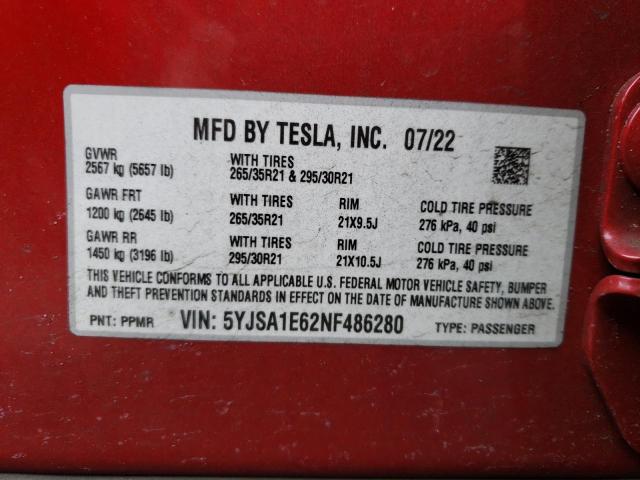 MFD BY TESLA, INC. 07/22
GVWR
2567 kg (5657 lb)
WITH TIRES
265/35R21 & 295/30R21
GAWR FRT
1200 kg (2645 lb)
WITH TIRES
265/35R21
RIM
21X9.5J
COLD TIRE PRESSURE
276 kPa, 40 psi
GAWR RR
1450 kg (3196 lb)
WITH TIRES
295/30R21
RIM
21X10.5J
COLD TIRE PRESSURE
276 kPa, 40 psi
THIS VEHICLE CONFORMS TO ALL APPLICABLE U.S. FEDERAL MOTOR VEHICLE SAFETY, BUMPER
AND THEFT PREVENTION STANDARDS IN EFFECT ON THE DATE OF MANUFACTURE SHOWN ABOVE.
PNT: PPMR VIN: 5YJSA1E62NF486280 TYPE: PASSENGER